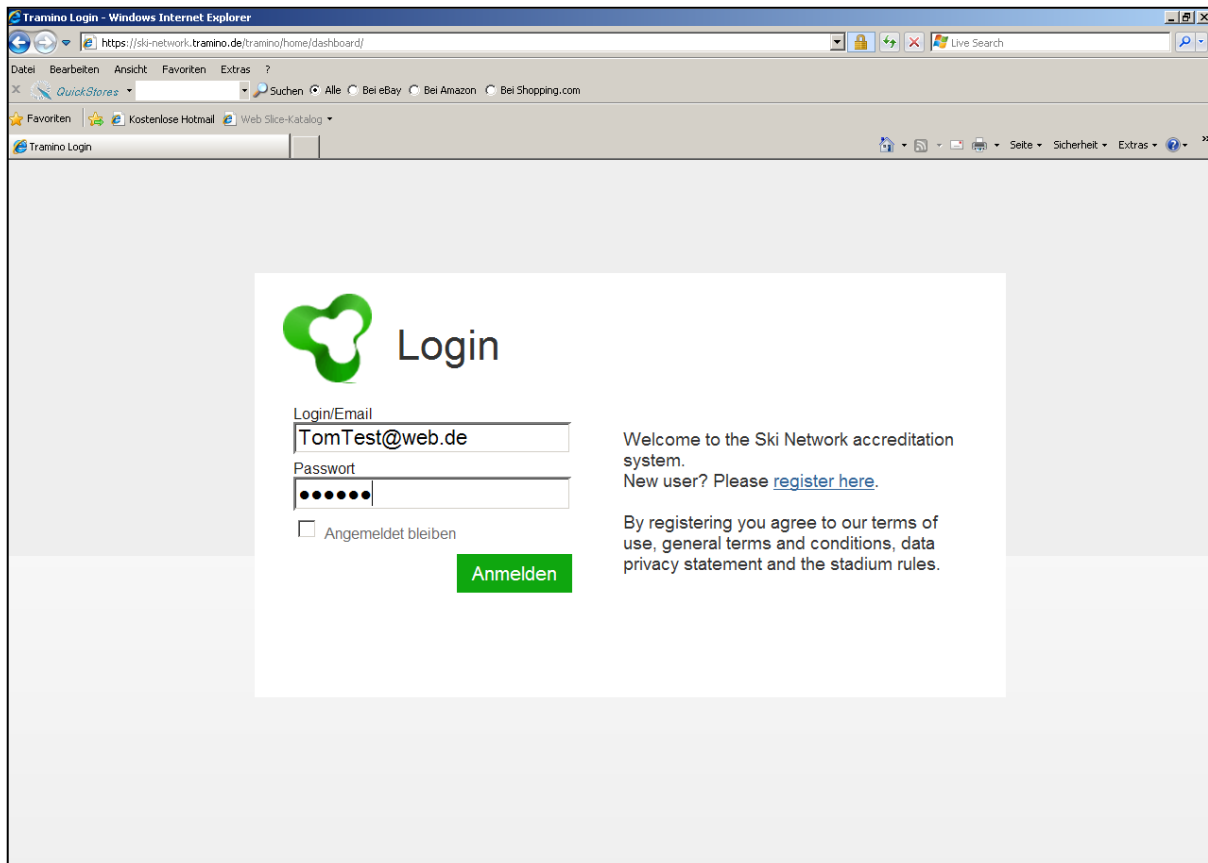 Tramino Login - Windows Internet Explorer
https://ski-network.tramino.de/tramino/home/dashboard/
Live Search
Datei Bearbeiten Ansicht Favoriten Extras ?
QuickStores Suchen Alle Bei eBay Bei Amazon Bei Shopping.com
Favoriten Kostenlose Hotmail Web Slice-Katalog
Tramino Login
Seite Sicherheit Extras
Login
Login/Email
TomTest@web.de
Passwort
Angemeldet bleiben
Anmelden
Welcome to the Ski Network accreditation
system.
New user? Please register here.
By registering you agree to our terms of
use, general terms and conditions, data
privacy statement and the stadium rules.